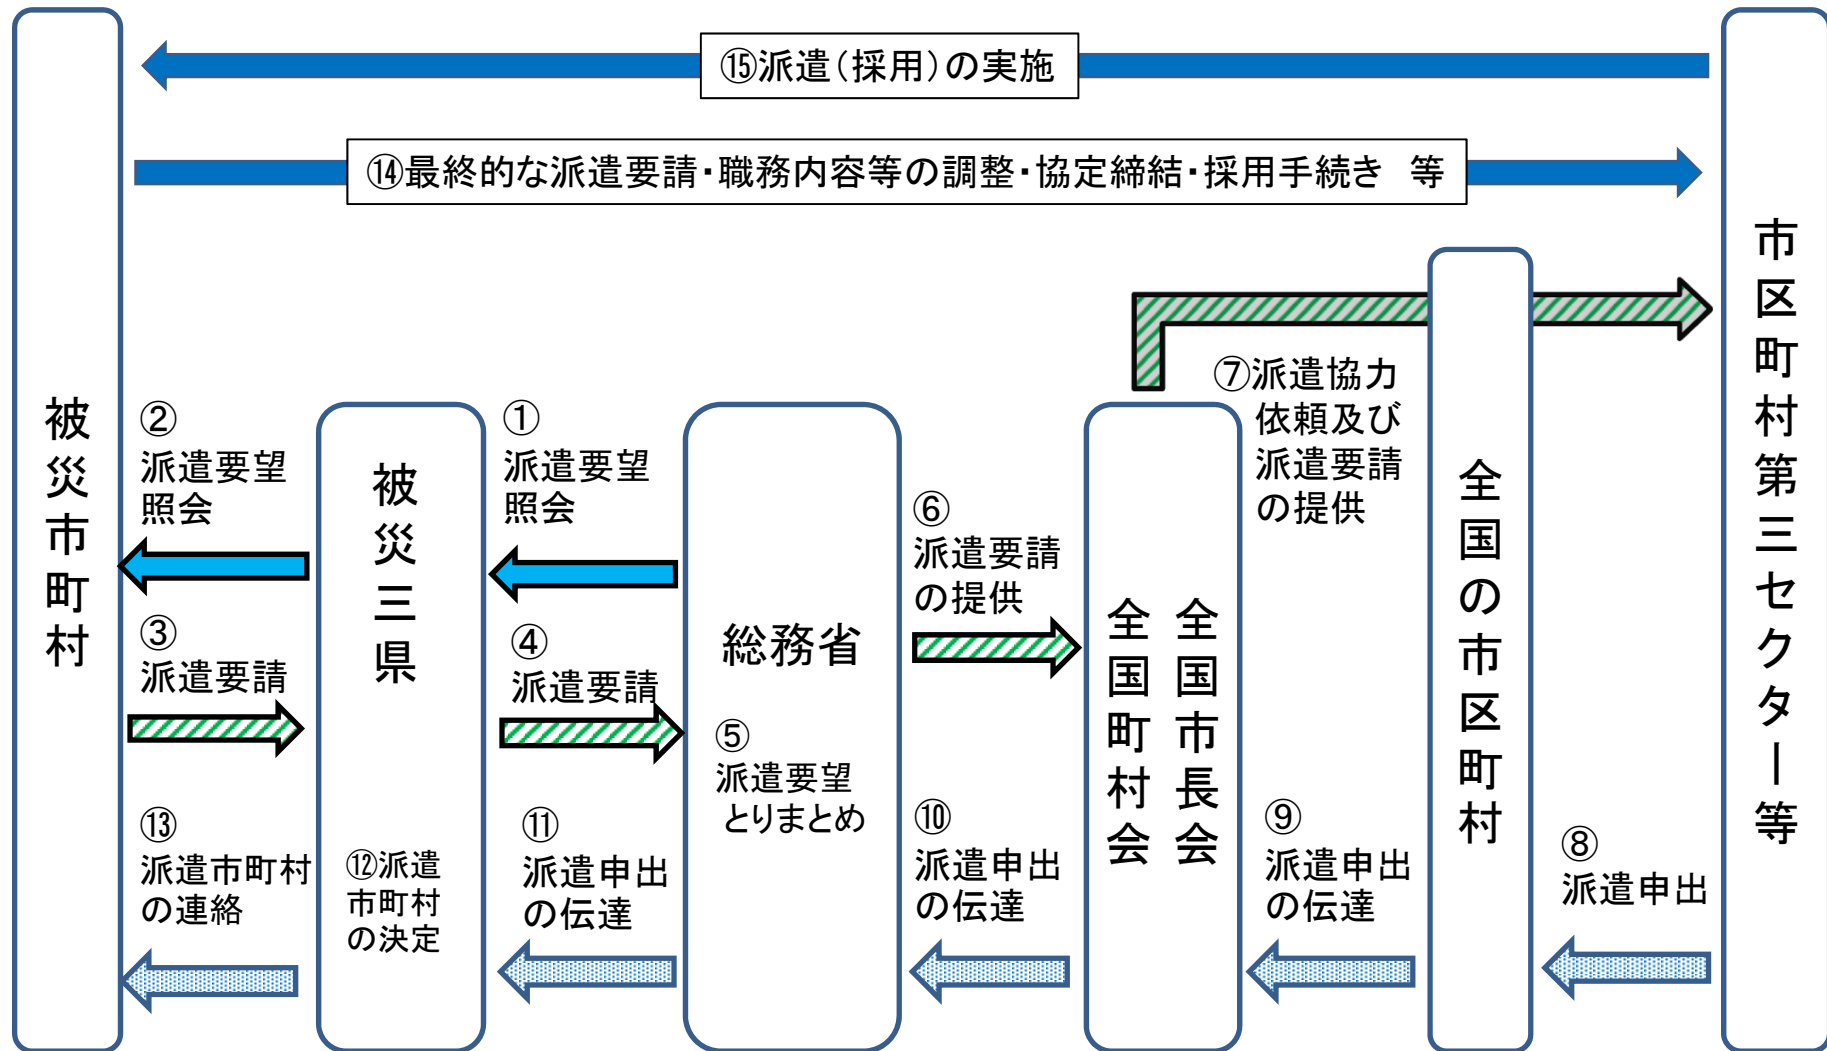 ⑮派遣(採用)の実施
⑭最終的な派遣要請・職務内容等の調整・協定締結・採用手続き　等
被災市町村
②
派遣要望
照会
③
派遣要請
⑬
派遣市町村
の連絡
被災三県
⑫派遣
市町村
の決定
①
派遣要望
照会
④
派遣要請
⑪
派遣申出
の伝達
総務省
⑤
派遣要望
とりまとめ
⑥
派遣要請
の提供
⑩
派遣申出
の伝達
全国市長会
全国町村会
⑦派遣協力
依頼及び
派遣要請
の提供
⑨
派遣申出
の伝達
全国の市区町村
⑧
派遣申出
市区町村第三セクター等